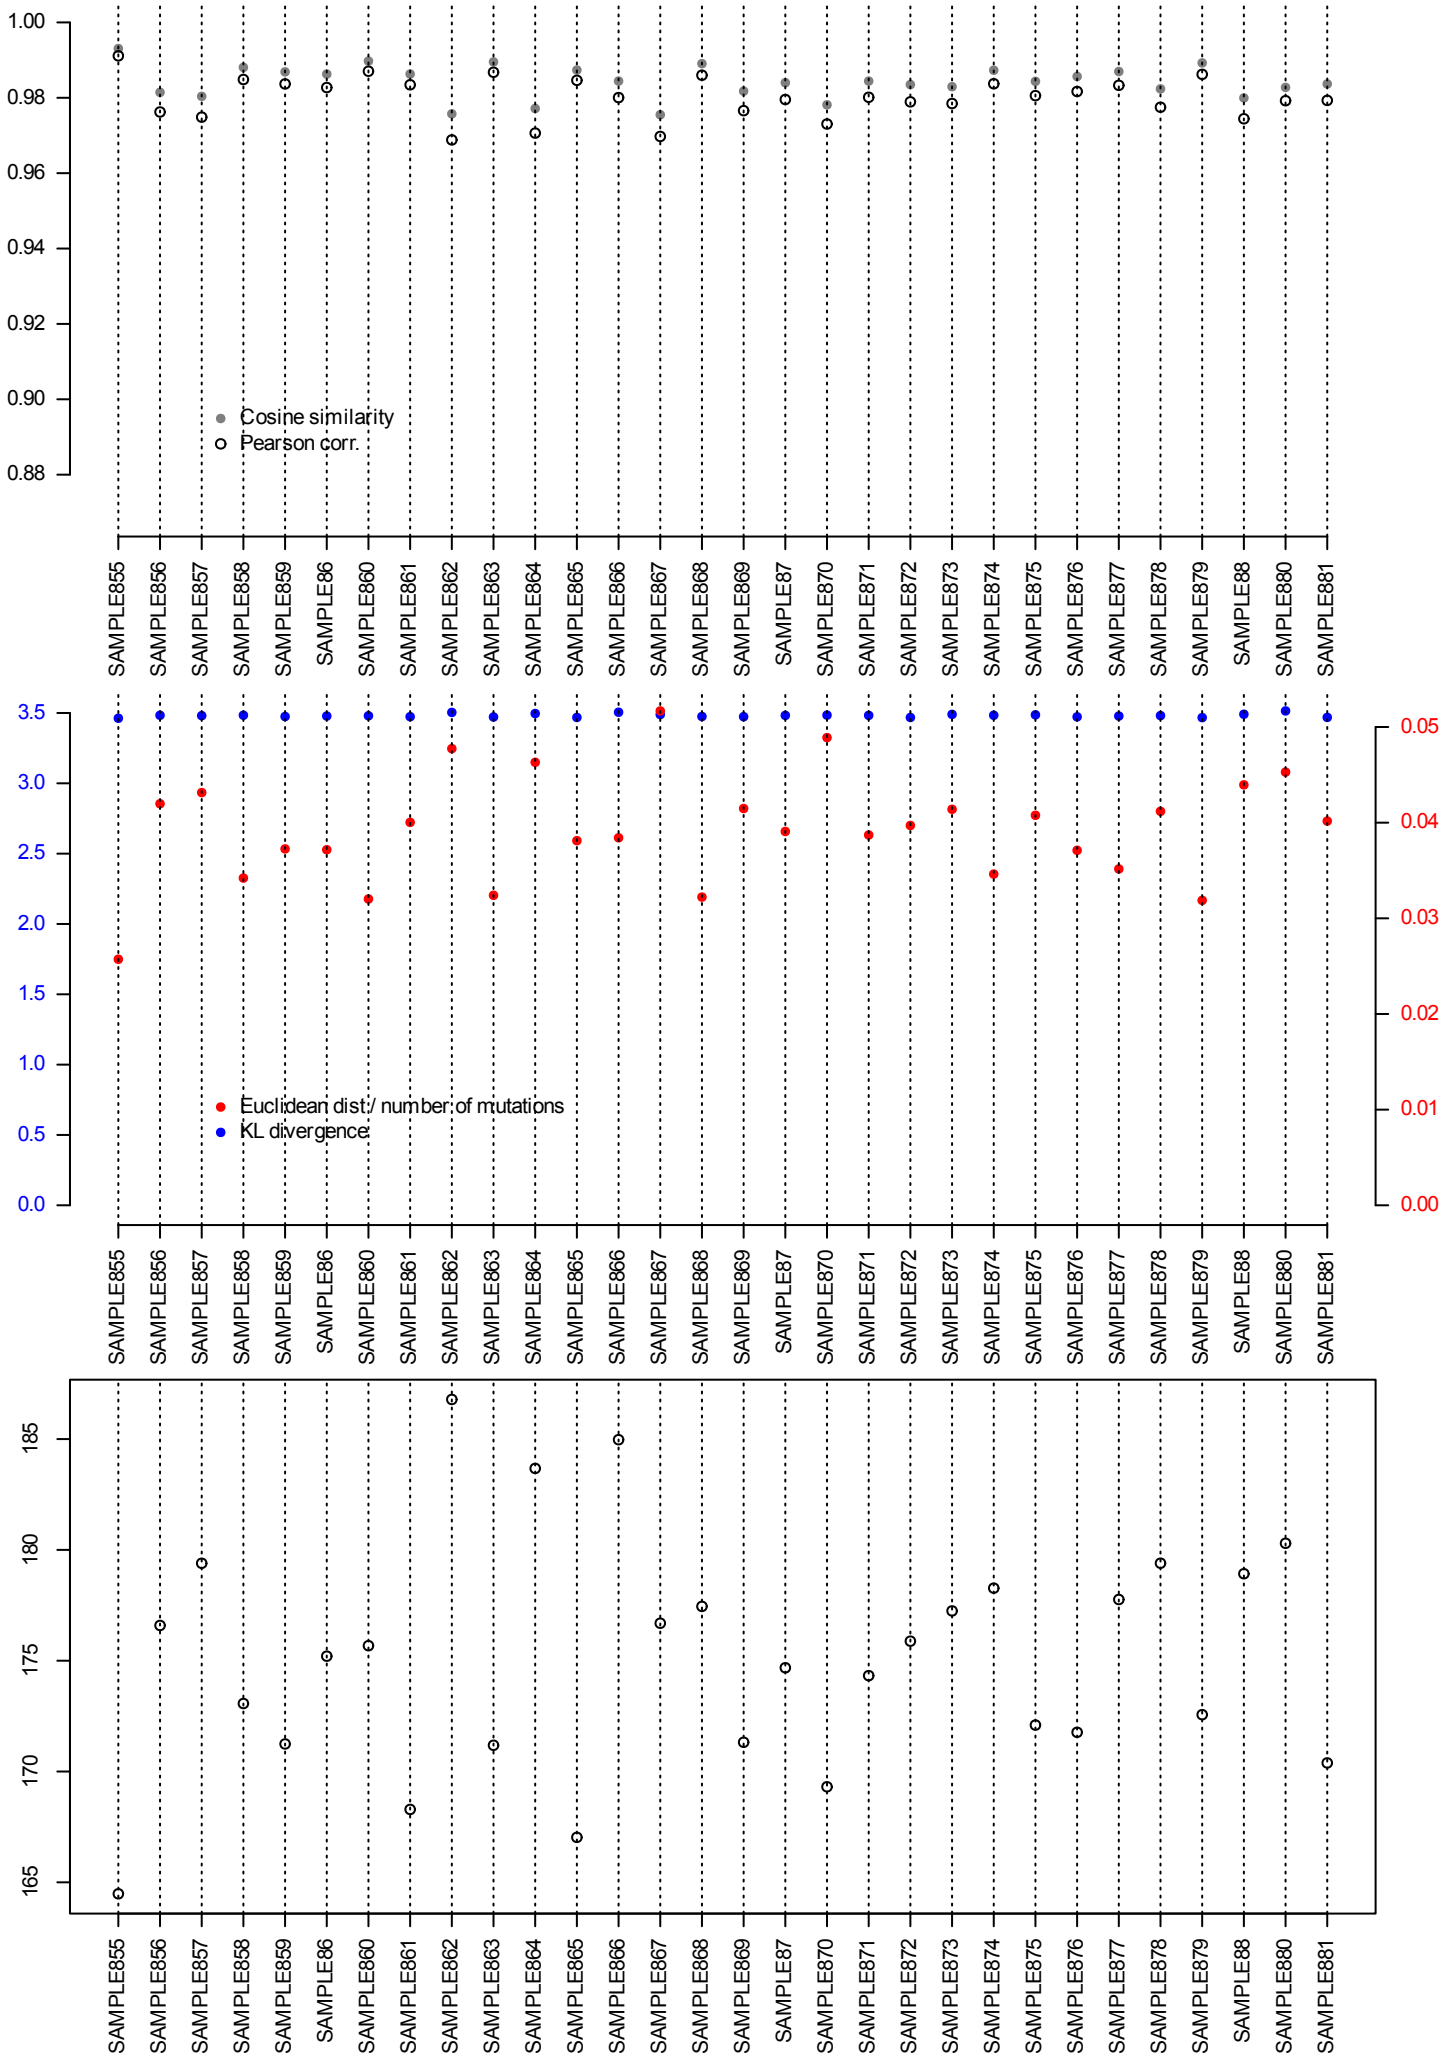 1.00
0.98
0.96
0.94
0.92
0.90
0.88
Cosine similarity
Pearson corr.
SAMPLE855
SAMPLE856
SAMPLE857
SAMPLE858
SAMPLE859
SAMPLE86
SAMPLE860
SAMPLE861
SAMPLE862
SAMPLE863
SAMPLE864
SAMPLE865
SAMPLE866
SAMPLE867
SAMPLE868
SAMPLE869
SAMPLE87
SAMPLE870
SAMPLE871
SAMPLE872
SAMPLE873
SAMPLE874
SAMPLE875
SAMPLE876
SAMPLE877
SAMPLE878
SAMPLE879
SAMPLE88
SAMPLE880
SAMPLE881
3.5
3.0
2.5
2.0
1.5
1.0
0.5
0.0
Euclidean dist./ number of mutations
KL divergence
0.05
0.04
0.03
0.02
0.01
0.00
SAMPLE855
SAMPLE856
SAMPLE857
SAMPLE858
SAMPLE859
SAMPLE86
SAMPLE860
SAMPLE861
SAMPLE862
SAMPLE863
SAMPLE864
SAMPLE865
SAMPLE866
SAMPLE867
SAMPLE868
SAMPLE869
SAMPLE87
SAMPLE870
SAMPLE871
SAMPLE872
SAMPLE873
SAMPLE874
SAMPLE875
SAMPLE876
SAMPLE877
SAMPLE878
SAMPLE879
SAMPLE88
SAMPLE880
SAMPLE881
185
180
175
170
165
SAMPLE855
SAMPLE856
SAMPLE857
SAMPLE858
SAMPLE859
SAMPLE86
SAMPLE860
SAMPLE861
SAMPLE862
SAMPLE863
SAMPLE864
SAMPLE865
SAMPLE866
SAMPLE867
SAMPLE868
SAMPLE869
SAMPLE87
SAMPLE870
SAMPLE871
SAMPLE872
SAMPLE873
SAMPLE874
SAMPLE875
SAMPLE876
SAMPLE877
SAMPLE878
SAMPLE879
SAMPLE88
SAMPLE880
SAMPLE881